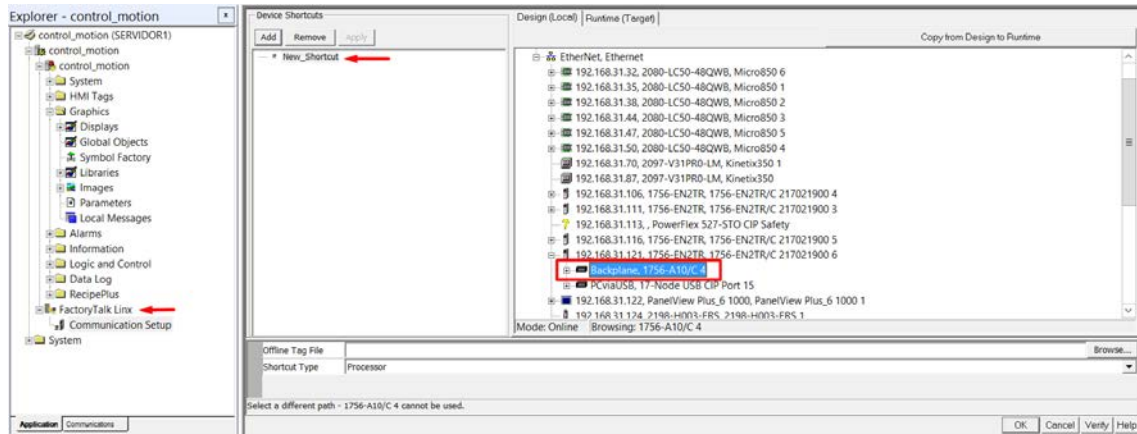 Explorer - control_motion
x
control_motion (SERVIDOR1)
control_motion
control_motion
System
HMI Tags
Graphics
Displays
Global Objects
Symbol Factory
Libraries
Images
Parameters
Local Messages
Alarms
Information
Logic and Control
Data Log
RecipePlus
FactoryTalk Linx
Communication Setup
System
Application Communications
Device Shortcuts
Add Remove Apply
* New_Shortcut
Design (Local) Runtime (Target)
Copy from Design to Runtime
EtherNet, Ethernet
192.168.31.32, 2080-LC50-48QWB, Micro850 6
192.168.31.35, 2080-LC50-48QWB, Micro850 1
192.168.31.38, 2080-LC50-48QWB, Micro850 2
192.168.31.44, 2080-LC50-48QWB, Micro850 3
192.168.31.47, 2080-LC50-48QWB, Micro850 5
192.168.31.50, 2080-LC50-48QWB, Micro850 4
192.168.31.70, 2097-V31PR0-LM, Kinetix350 1
192.168.31.87, 2097-V31PR0-LM, Kinetix350
192.168.31.106, 1756-EN2TR, 1756-EN2TR/C 217021900 4
192.168.31.111, 1756-EN2TR, 1756-EN2TR/C 217021900 3
192.168.31.113, , PowerFlex 527-STO CIP Safety
192.168.31.116, 1756-EN2TR, 1756-EN2TR/C 217021900 5
192.168.31.121, 1756-EN2TR, 1756-EN2TR/C 217021900 6
Backplane, 1756-A10/C 4
PCviaUSB, 17-Node USB CIP Port 15
192.168.31.122, PanelView Plus_6 1000, PanelView Plus_6 1000 1
192.168.31.124, 2198-H003-ERS, 2198-H003-ERS 1
Mode: Online Browsing: 1756-A10/C 4
Offline Tag File Browse...
Shortcut Type Processor
Select a different path - 1756-A10/C 4 cannot be used.
OK Cancel Verify Help